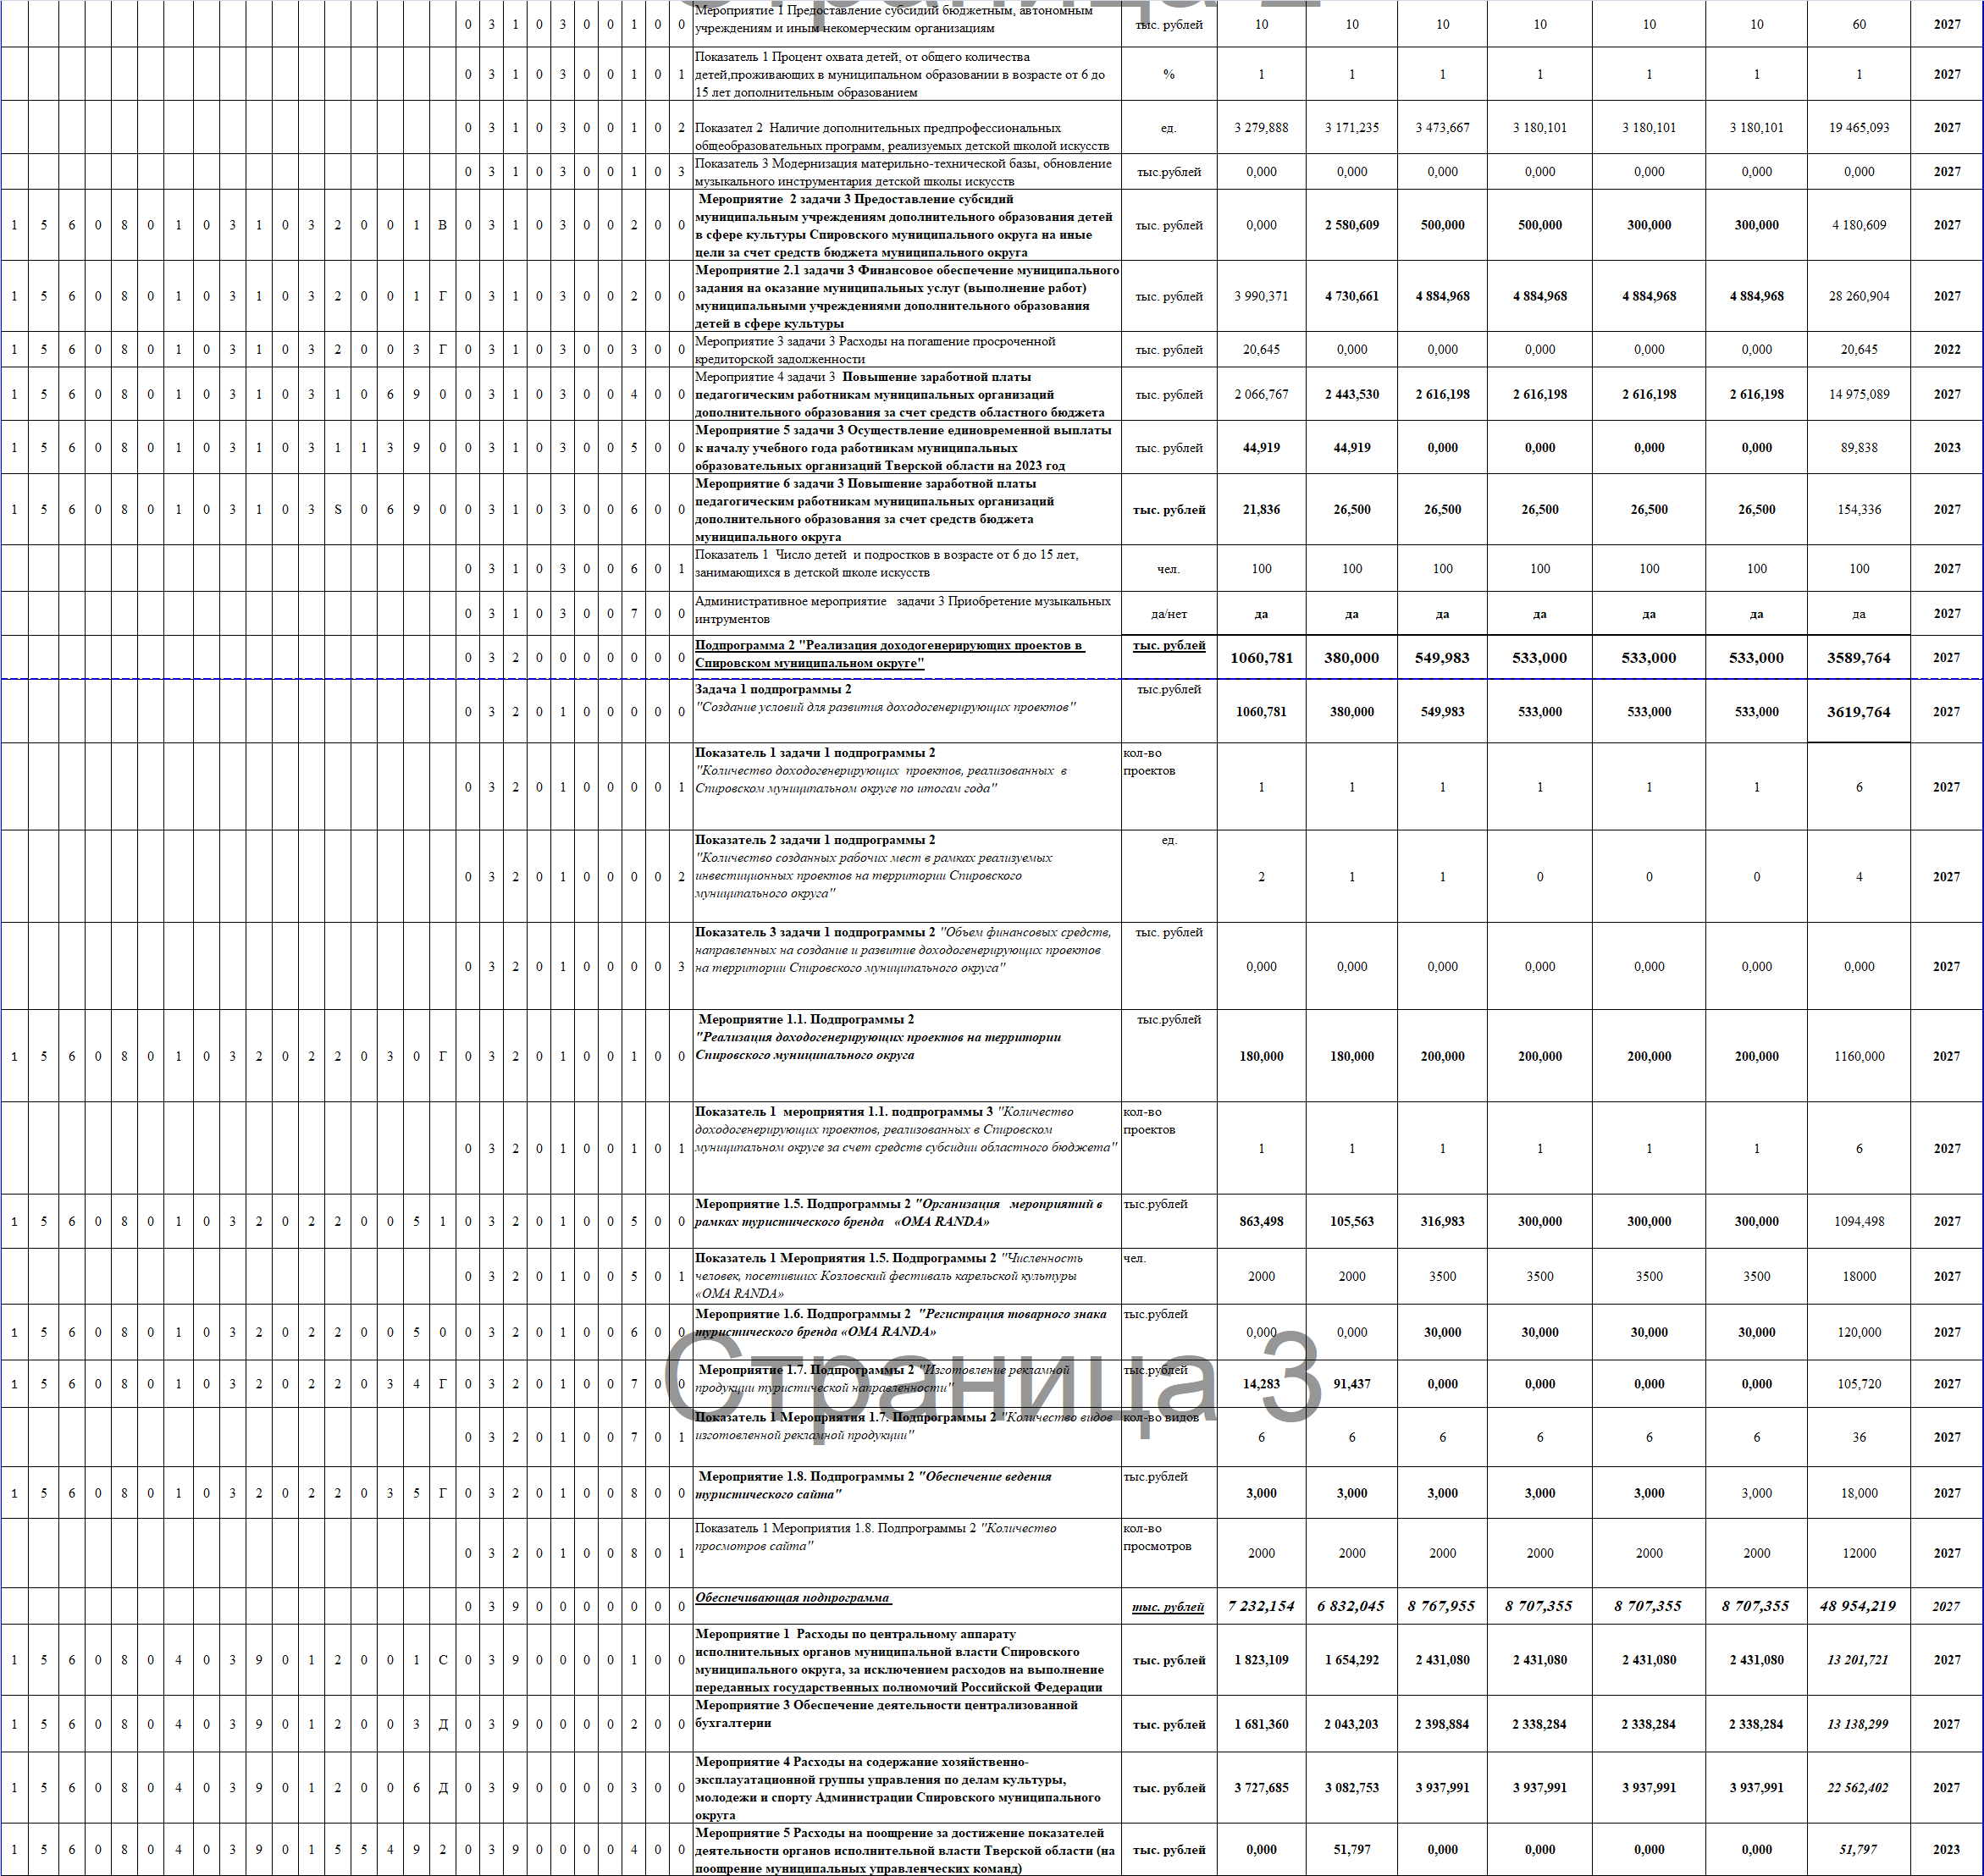 0 3 1 0 3 0 0 1 0 0 Мероприятие 1 Предоставление субсидий бюджетным, автономным учреждениям и иным некомерческим организациям тыс. рублей 10 10 10 10 10 10 60 2027
0 3 1 0 3 0 0 1 0 1 Показатель 1 Процент охвата детей, от общего количества детей,проживающих в муниципальном образовании в возрасте от 6 до 15 лет дополнительным образованием % 1 1 1 1 1 1 1 2027
0 3 1 0 3 0 0 1 0 2 Показател 2 Наличие дополнительных предпрофессиональных общеобразовательных программ, реализуемых детской школой искусств ед. 3 279,888 3 171,235 3 473,667 3 180,101 3 180,101 3 180,101 19 465,093 2027
0 3 1 0 3 0 0 1 0 3 Показатель 3 Модернизация материльно-технической базы, обновление музыкального инструментария детской школы искусств тыс.рублей 0,000 0,000 0,000 0,000 0,000 0,000 0,000 2027
1 5 6 0 8 0 1 0 3 1 0 3 2 0 0 1 В 0 3 1 0 3 0 0 2 0 0 Мероприятие 2 задачи 3 Предоставление субсидий муниципальным учреждениям дополнительного образования детей в сфере культуры Спировского муниципального округа на иные цели за счет средств бюджета муниципального округа тыс. рублей 0,000 2 580,609 500,000 500,000 300,000 300,000 4 180,609 2027
1 5 6 0 8 0 1 0 3 1 0 3 2 0 0 1 Г 0 3 1 0 3 0 0 2 0 0 Мероприятие 2.1 задачи 3 Финансовое обеспечение муниципального задания на оказание муниципальных услуг (выполнение работ) муниципальными учреждениями дополнительного образования детей в сфере культуры тыс. рублей 3 990,371 4 730,661 4 884,968 4 884,968 4 884,968 4 884,968 28 260,904 2027
1 5 6 0 8 0 1 0 3 1 0 3 2 0 0 3 Г 0 3 1 0 3 0 0 3 0 0 Мероприятие 3 задачи 3 Расходы на погашение просроченной кредиторской задолженности тыс. рублей 20,645 0,000 0,000 0,000 0,000 0,000 20,645 2022
1 5 6 0 8 0 1 0 3 1 0 3 1 0 6 9 0 0 3 1 0 3 0 0 4 0 0 Мероприятие 4 задачи 3 Повышение заработной платы педагогическим работникам муниципальных организаций дополнительного образования за счет средств областного бюджета тыс. рублей 2 066,767 2 443,530 2 616,198 2 616,198 2 616,198 2 616,198 14 975,089 2027
1 5 6 0 8 0 1 0 3 1 0 3 1 1 3 9 0 0 3 1 0 3 0 0 5 0 0 Мероприятие 5 задачи 3 Осуществление единовременной выплаты к началу учебного года работникам муниципальных образовательных организаций Тверской области на 2023 год тыс. рублей 44,919 44,919 0,000 0,000 0,000 0,000 89,838 2023
1 5 6 0 8 0 1 0 3 1 0 3 S 0 6 9 0 0 3 1 0 3 0 0 6 0 0 Мероприятие 6 задачи 3 Повышение заработной платы педагогическим работникам муниципальных организаций дополнительного образования за счет средств бюджета муниципального округа тыс. рублей 21,836 26,500 26,500 26,500 26,500 26,500 154,336 2027
0 3 1 0 3 0 0 6 0 1 Показатель 1 Число детей и подростков в возрасте от 6 до 15 лет, занимающихся в детской школе искусств чел. 100 100 100 100 100 100 100 2027
0 3 1 0 3 0 0 7 0 0 Административное мероприятие задачи 3 Приобретение музыкальных интрументов да/нет да да да да да да да 2027
0 3 2 0 0 0 0 0 0 0 Подпрограмма 2 "Реализация доходогенерирующих проектов в Спировском муниципальном округе" тыс. рублей 1060,781 380,000 549,983 533,000 533,000 533,000 3589,764 2027
0 3 2 0 1 0 0 0 0 0 Задача 1 подпрограммы 2 "Создание условий для развития доходогенерирующих проектов" тыс.рублей 1060,781 380,000 549,983 533,000 533,000 533,000 3619,764 2027
0 3 2 0 1 0 0 0 0 1 Показатель 1 задачи 1 подпрограммы 2 "Количество доходогенерирующих проектов, реализованных в Спировском муниципальном округе по итогам года" кол-во проектов 1 1 1 1 1 1 6 2027
0 3 2 0 1 0 0 0 0 2 Показатель 2 задачи 1 подпрограммы 2 "Количество созданных рабочих мест в рамках реализуемых инвестиционных проектов на территории Спировского муниципального округа" ед. 2 1 1 0 0 0 4 2027
0 3 2 0 1 0 0 0 0 3 Показатель 3 задачи 1 подпрограммы 2 "Объем финансовых средств, направленных на создание и развитие доходогенерирующих проектов на территории Спировского муниципального округа" тыс. рублей 0,000 0,000 0,000 0,000 0,000 0,000 0,000 2027
1 5 6 0 8 0 1 0 3 2 0 2 2 0 3 0 Г 0 3 2 0 1 0 0 1 0 0 Мероприятие 1.1. Подпрограммы 2 "Реализация доходогенерирующих проектов на территории Спировского муниципального округа тыс.рублей 180,000 180,000 200,000 200,000 200,000 200,000 1160,000 2027
0 3 2 0 1 0 0 1 0 1 Показатель 1 мероприятия 1.1. подпрограммы 3 "Количество доходогенерирующих проектов, реализованных в Спировском муниципальном округе за счет средств субсидии областного бюджета" кол-во проектов 1 1 1 1 1 1 6 2027
1 5 6 0 8 0 1 0 3 2 0 2 2 0 0 5 1 0 3 2 0 1 0 0 5 0 0 Мероприятие 1.5. Подпрограммы 2 "Организация мероприятий в рамках туристического бренда «OMA RANDA» тыс.рублей 863,498 105,563 316,983 300,000 300,000 300,000 1094,498 2027
0 3 2 0 1 0 0 5 0 1 Показатель 1 Мероприятия 1.5. Подпрограммы 2 "Численность человек, посетивших Козловский фестиваль карельской культуры «OMA RANDA» чел. 2000 2000 3500 3500 3500 3500 18000 2027
1 5 6 0 8 0 1 0 3 2 0 2 2 0 0 5 0 0 3 2 0 1 0 0 6 0 0 Мероприятие 1.6. Подпрограммы 2 "Регистрация товарного знака туристического бренда «OMA RANDA» тыс.рублей 0,000 0,000 30,000 30,000 30,000 30,000 120,000 2027
Страница 3
1 5 6 0 8 0 1 0 3 2 0 2 2 0 3 4 Г 0 3 2 0 1 0 0 7 0 0 Мероприятие 1.7. Подпрограммы 2 "Изготовление рекламной продукции туристической направленности" тыс.рублей 14,283 91,437 0,000 0,000 0,000 0,000 105,720 2027
0 3 2 0 1 0 0 7 0 1 Показатель 1 Мероприятия 1.7. Подпрограммы 2 "Количество видов изготовленной рекламной продукции" кол-во видов 6 6 6 6 6 6 36 2027
1 5 6 0 8 0 1 0 3 2 0 2 2 0 3 5 Г 0 3 2 0 1 0 0 8 0 0 Мероприятие 1.8. Подпрограммы 2 "Обеспечение ведения туристического сайта" тыс.рублей 3,000 3,000 3,000 3,000 3,000 3,000 18,000 2027
0 3 2 0 1 0 0 8 0 1 Показатель 1 Мероприятия 1.8. Подпрограммы 2 "Количество просмотров сайта" кол-во просмотров 2000 2000 2000 2000 2000 2000 12000 2027
0 3 9 0 0 0 0 0 0 0 Обеспечивающая подпрограмма тыс. рублей 7 232,154 6 832,045 8 767,955 8 707,355 8 707,355 8 707,355 48 954,219 2027
1 5 6 0 8 0 4 0 3 9 0 1 2 0 0 1 С 0 3 9 0 0 0 0 1 0 0 Мероприятие 1 Расходы по центральному аппарату исполнительных органов муниципальной власти Спировского муниципального округа, за исключением расходов на выполнение переданных государственных полномочий Российской Федерации тыс. рублей 1 823,109 1 654,292 2 431,080 2 431,080 2 431,080 2 431,080 13 201,721 2027
1 5 6 0 8 0 4 0 3 9 0 1 2 0 0 3 Д 0 3 9 0 0 0 0 2 0 0 Мероприятие 3 Обеспечение деятельности централизованной бухгалтерии тыс. рублей 1 681,360 2 043,203 2 398,884 2 338,284 2 338,284 2 338,284 13 138,299 2027
1 5 6 0 8 0 4 0 3 9 0 1 2 0 0 6 Д 0 3 9 0 0 0 0 3 0 0 Мероприятие 4 Расходы на содержание хозяйственно-эксплауатационной группы управления по делам культуры, молодежи и спорту Администрации Спировского муниципального округа тыс. рублей 3 727,685 3 082,753 3 937,991 3 937,991 3 937,991 3 937,991 22 562,402 2027
1 5 6 0 8 0 4 0 3 9 0 1 5 5 4 9 2 0 3 9 0 0 0 0 4 0 0 Мероприятие 5 Расходы на поощрение за достижение показателей деятельности органов исполнительной власти Тверской области (на поощрение муниципальных управленческих команд) тыс. рублей 0,000 51,797 0,000 0,000 0,000 0,000 51,797 2023